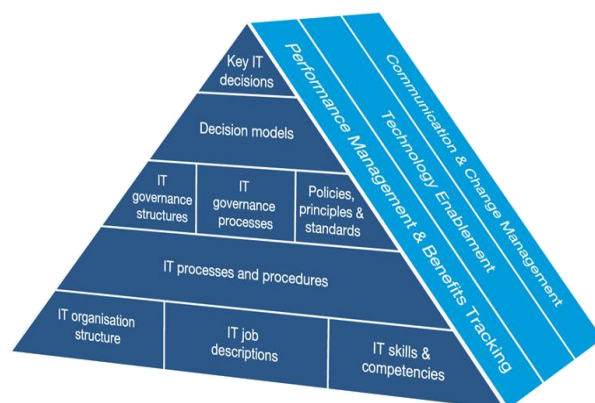 Key IT
decisions
Decision models
IT
governance
structures
IT
governance
processes
Policies,
principles &
standards
IT processes and procedures
IT organisation
structure
IT job
descriptions
IT skills &
competencies
Performance Management & Benefits Tracking
Technology Enablement
Communication & Change Management